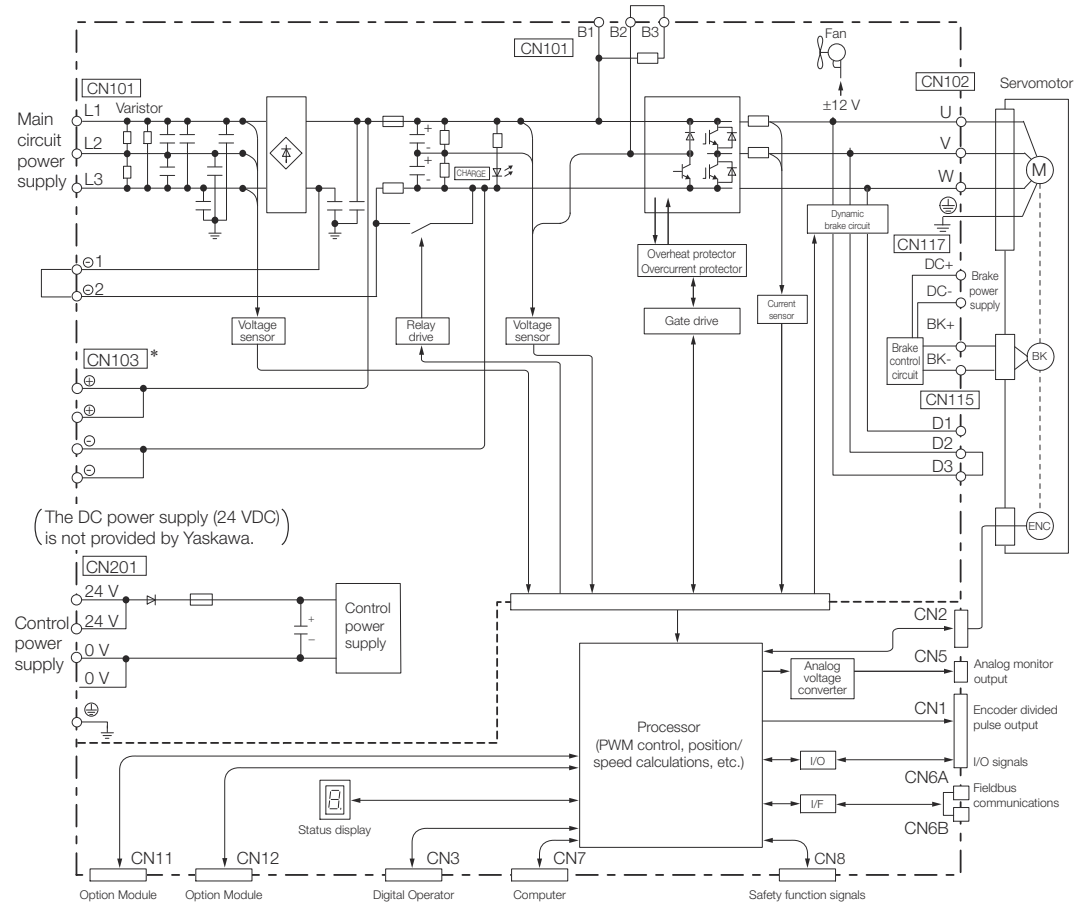 B1 B2 B3
CN101
Fan
±12 V
CN101
CN102
Servomotor
Main
circuit
power
supply
L1
Varistor
L2
L3
+
-
+
-
CHARGE
U
V
W
M
Dynamic
brake circuit
CN117
⊖1
⊖2
Overheat protector
Overcurrent protector
DC+
DC-
Brake
power
supply
Voltage
sensor
Relay
drive
Voltage
sensor
Gate drive
Current
sensor
BK+
BK-
Brake
control
circuit
BK
CN103 *
⊕
⊕
⊖
⊖
CN115
D1
D2
D3
(The DC power supply (24 VDC)
is not provided by Yaskawa.)
ENC
CN201
24 V
24 V
0 V
0 V
Control
power
supply
+
−
Control
power
supply
CN2
CN5
Analog
voltage
converter
Analog monitor
output
Processor
(PWM control, position/
speed calculations, etc.)
CN1
Encoder divided
pulse output
I/O
I/O signals
CN6A
I/F
Fieldbus
communications
CN6B
8.
Status display
CN11 CN12 CN3 CN7 CN8
Option Module Option Module Digital Operator Computer Safety function signals